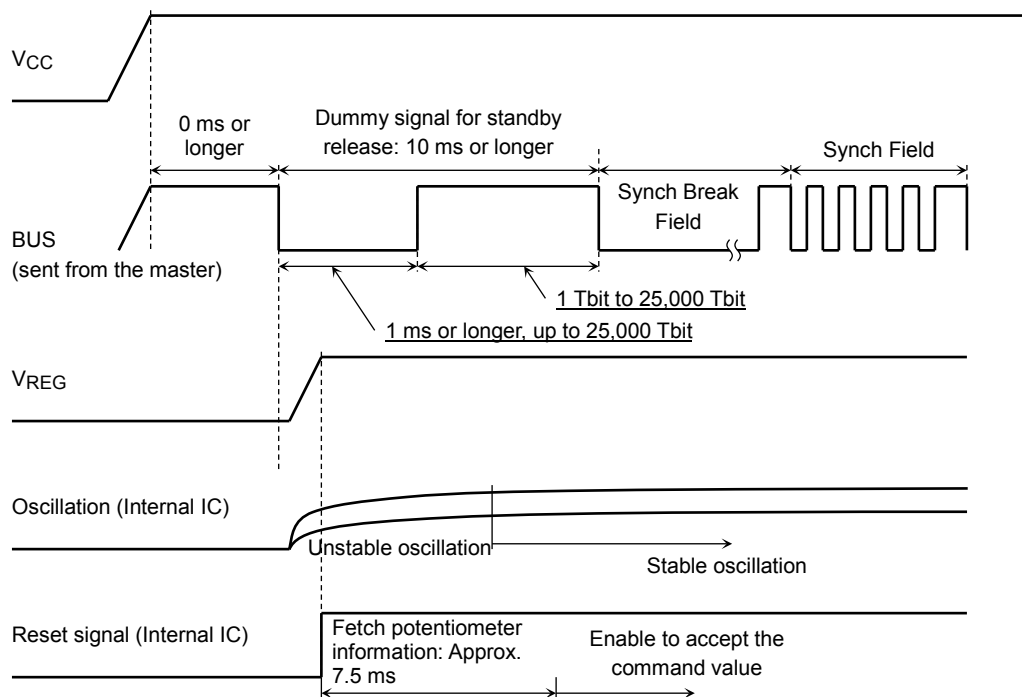 VCC
0 ms or
longer
Dummy signal for standby
release: 10 ms or longer
Synch Field
Synch Break
Field
BUS
(sent from the master)
1 Tbit to 25,000 Tbit
1 ms or longer, up to 25,000 Tbit
VREG
Oscillation (Internal IC)
Unstable oscillation
Stable oscillation
Reset signal (Internal IC)
Fetch potentiometer
information: Approx.
7.5 ms
Enable to accept the
command value